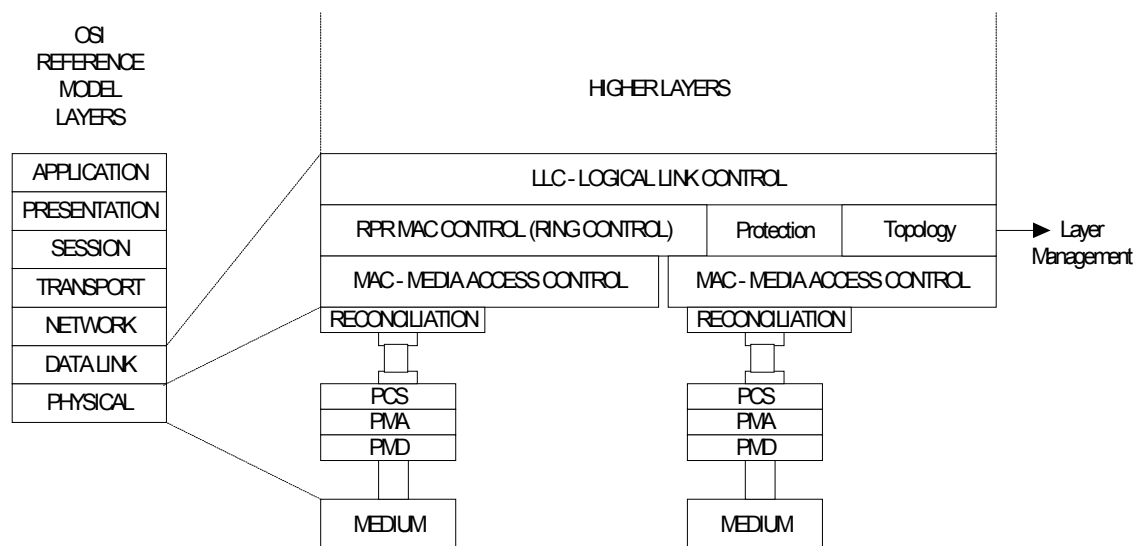 OSI
REFERENCE
MODEL
LAYERS
APPLICATION
PRESENTATION
SESSION
TRANSPORT
NETWORK
DATA LINK
PHYSICAL
HIGHER LAYERS
LLC - LOGICAL LINK CONTROL
RPR MAC CONTROL (RING CONTROL)
Protection
Topology
Layer
Management
MAC - MEDIA ACCESS CONTROL
MAC - MEDIA ACCESS CONTROL
RECONCILIATION
RECONCILIATION
PCS
PMA
PMD
MEDIUM
PCS
PMA
PMD
MEDIUM